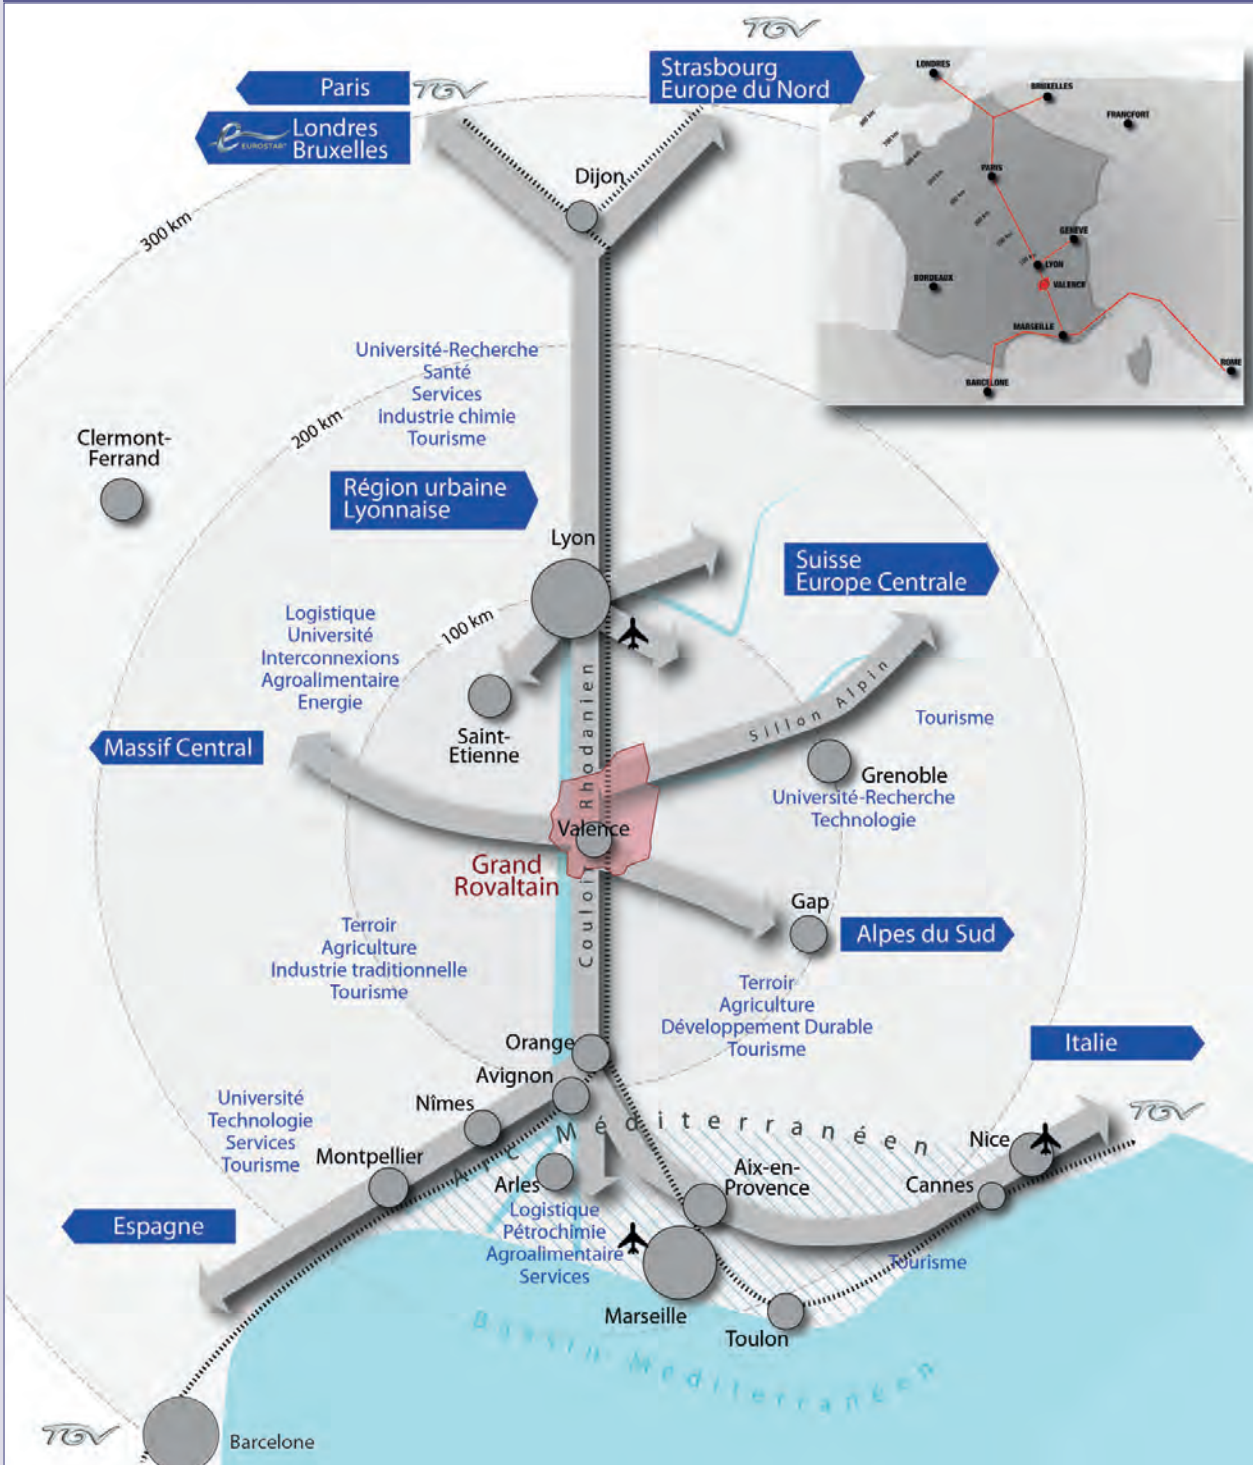 TGV
Paris
TGV
Strasbourg
Europe du Nord
EUROSTAR
Londres
Bruxelles
LONDRES
BRUXELLES
FRANCFORT
PARIS
GENEVE
LYON
VALENCE
BORDEAUX
MARSEILLE
BARCELONE
ROME
Dijon
300 km
Université-Recherche
Santé
Services
Industrie chimie
Tourisme
200 km
Clermont-
Ferrand
Région urbaine
Lyonnaise
Lyon
Suisse
Europe Centrale
Logistique
Université
Interconnexions
Agroalimentaire
Energie
100 km
Saint-
Etienne
Massif Central
Sillon Alpin
Tourisme
Grenoble
Université-Recherche
Technologie
Couloir Rhodanien
Valence
Grand
Rovaltain
Gap
Alpes du Sud
Terroir
Agriculture
Industrie traditionnelle
Tourisme
Terroir
Agriculture
Développement Durable
Tourisme
Orange
Avignon
Nîmes
Montpellier
Italie
Université
Technologie
Services
Tourisme
Arc Méditerranéen
TGV
Nice
Cannes
Aix-en-
Provence
Arles
Logistique
Pétrochimie
Agroalimentaire
Services
Espagne
Tourisme
Marseille
Toulon
Bassin Méditerranéen
TGV
Barcelone